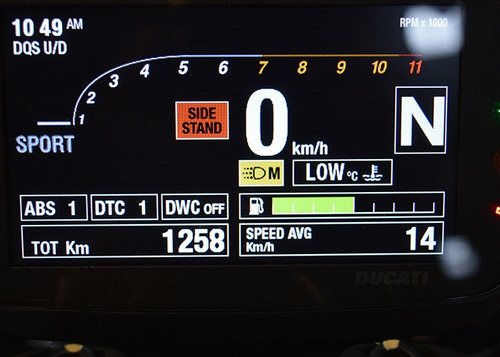 10 49 AM
RPM x 1000
DQS U/D
1 2 3 4 5 6 7 8 9 10 11
SPORT
SIDE
STAND
0 km/h
N
M
LOW °C
ABS 1
DTC 1
DWC OFF
TOT Km 1258
SPEED AVG
Km/h
14
DUCATI